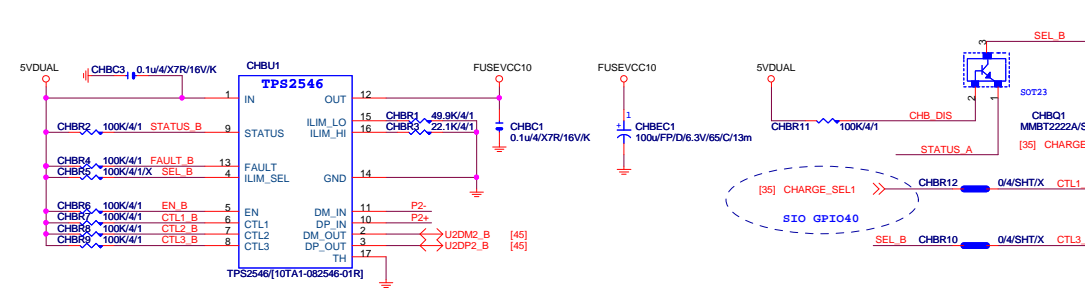 SEL_B
5VDUAL
CHBC3
0.1u/4/X7R/16V/K
CHBU1
TPS2546
FUSEVCC10
FUSEVCC10
5VDUAL
3
SOT23
1 IN
OUT 12
2
1
CHBR2 100K/4/1 STATUS_B
9 STATUS
ILIM_LO 15
CHBR1 49.9K/4/1
ILIM_HI 16
CHBR3 22.1K/4/1
CHBC1
0.1u/4/X7R/16V/K
1
+
CHBEC1
100u/FP/D/6.3V/65/C/13m
CHBR11 100K/4/1
CHB_DIS
CHBQ1
MMBT2222A/S
[35] CHARGE
STATUS_A
CHBR4 100K/4/1 FAULT_B
13 FAULT
CHBR5 100K/4/1/X SEL_B
4 ILIM_SEL
GND 14
[35] CHARGE_SEL1
CHBR12 0/4/SHT/X CTL1
SIO GPIO40
CHBR6 100K/4/1 EN_B
5 EN
CHBR7 100K/4/1 CTL1_B
6 CTL1
CHBR8 100K/4/1 CTL2_B
7 CTL2
CHBR9 100K/4/1 CTL3_B
8 CTL3
DM_IN 11 P2-
DP_IN 10 P2+
DM_OUT 2 U2DM2_B [45]
DP_OUT 3 U2DP2_B [45]
TH 17
SEL_B CHBR10 0/4/SHT/X CTL3
TPS2546/[10TA1-082546-01R]